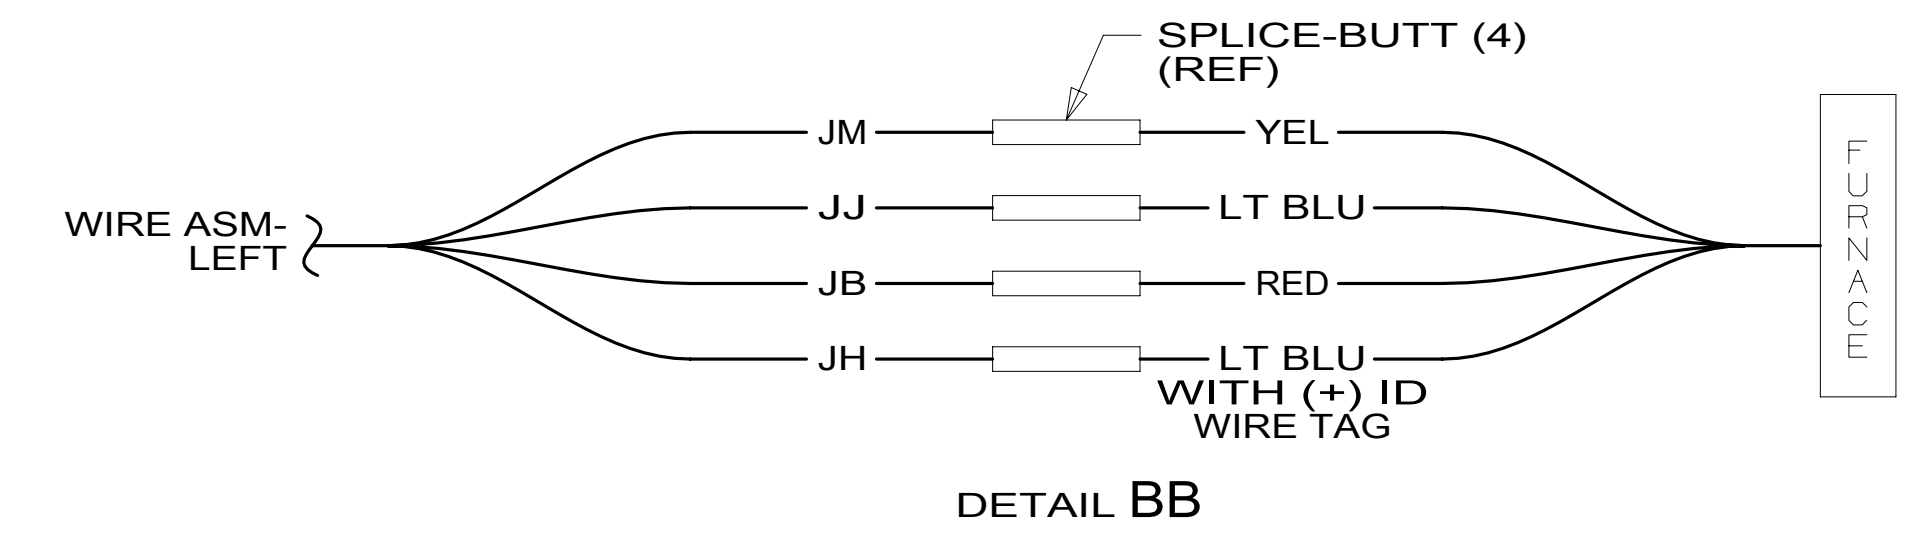 SPLICE-BUTT (4)
(REF)
JM
YEL
JJ
LT BLU
WIRE ASM-
LEFT
JB
RED
JH
LT BLU
WITH (+) ID
WIRE TAG
FURNACE
DETAIL BB